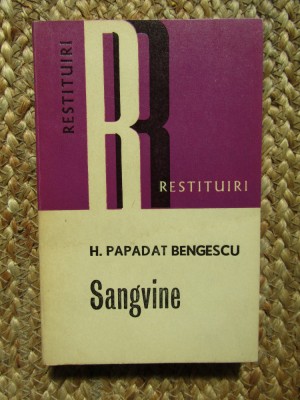 RESTITUIRI
R
RESTITUIRI
H. PAPADAT BENGESCU
Sangvine